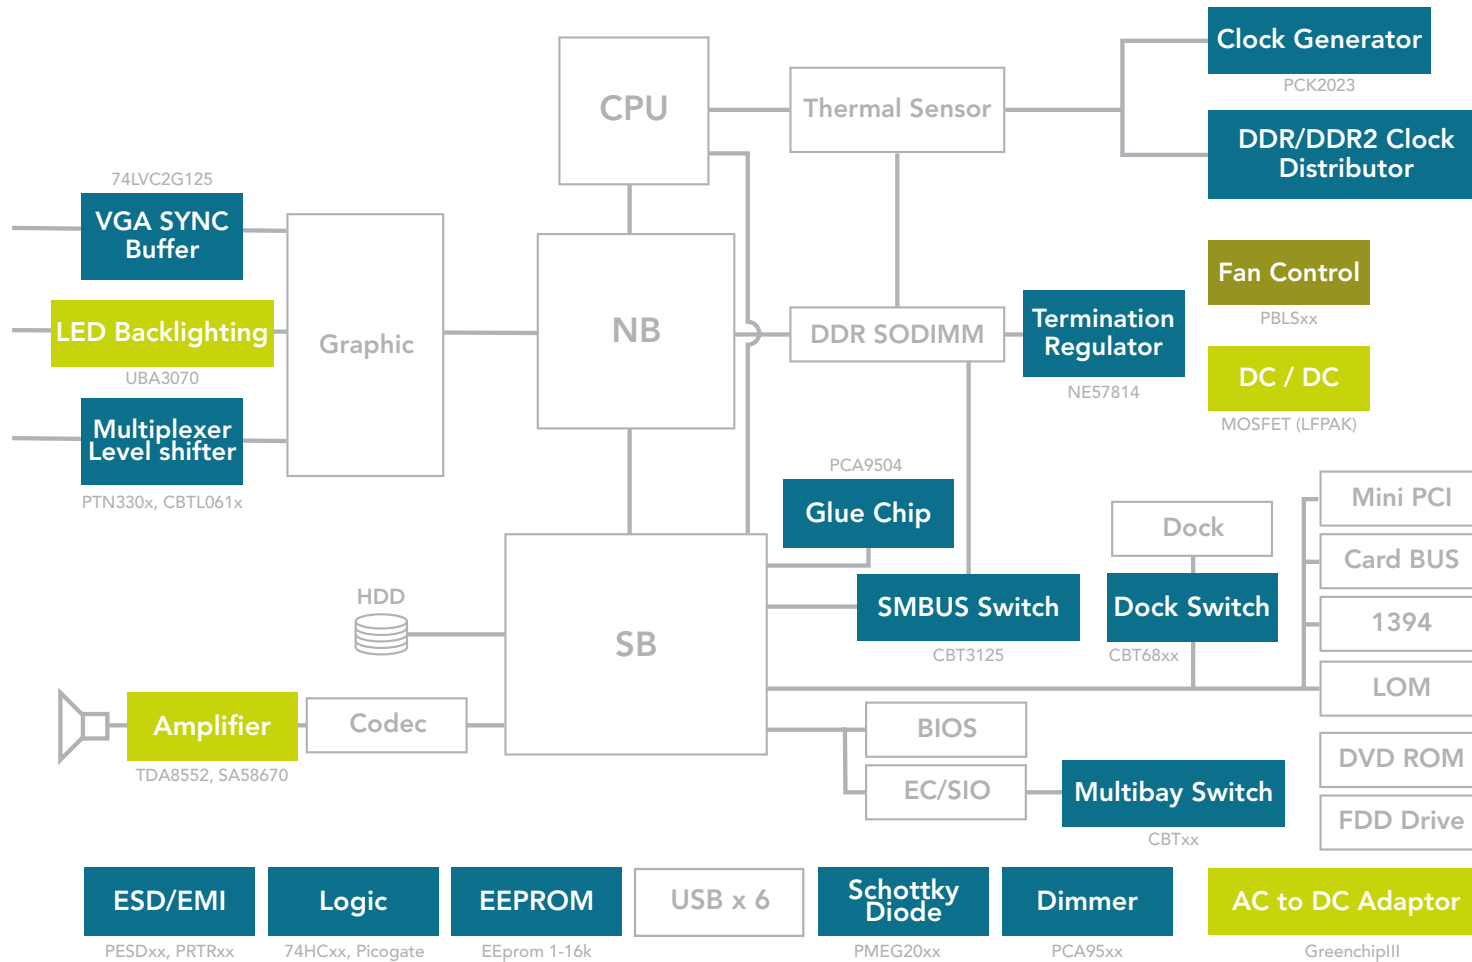 Clock Generator
PCK2023
CPU
Thermal Sensor
DDR/DDR2 Clock
Distributor
74LVC2G125
VGA SYNC
Buffer
Fan Control
PBLSxx
LED Backlighting
UBA3070
Graphic
NB
DDR SODIMM
Termination
Regulator
NE57814
DC / DC
MOSFET (LFPAK)
Multiplexer
Level shifter
PTN330x, CBTL061x
PCA9504
Glue Chip
Dock
Mini PCI
Card BUS
HDD
SB
SMBUS Switch
CBT3125
Dock Switch
CBT68xx
1394
LOM
Amplifier
TDA8552, SA58670
Codec
BIOS
EC/SIO
Multibay Switch
CBTxx
DVD ROM
FDD Drive
ESD/EMI
PESDxx, PRTRxx
Logic
74HCxx, Picogate
EEPROM
EEprom 1-16k
USB x 6
Schottky
Diode
PMEG20xx
Dimmer
PCA95xx
AC to DC Adaptor
GreenchipIII